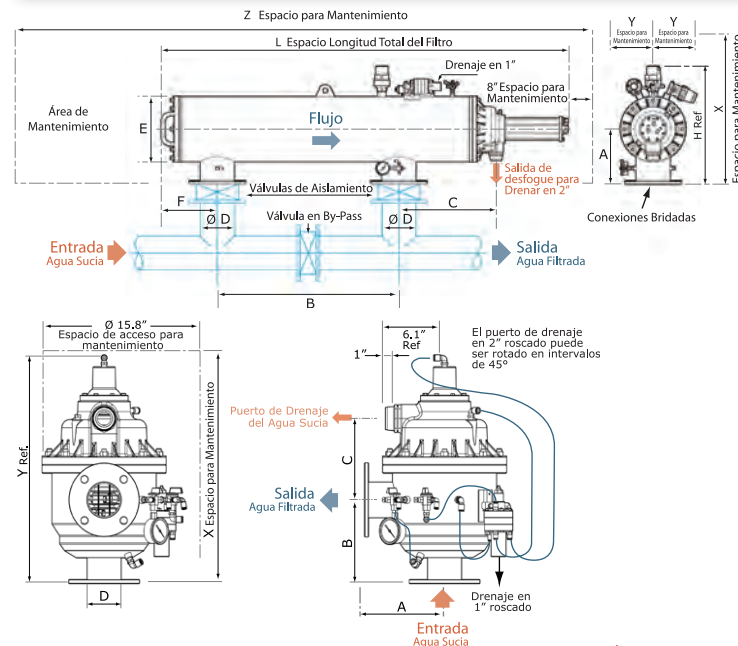 Z Espacio para Mantenimiento
L Espacio Longitud Total del Filtro
Drenaje en 1"
8" Espacio para
Mantenimiento
Área de
Mantenimiento
E
Flujo
Válvulas de Aislamiento
F
Ø D
Válvula en By-Pass
Ø D
C
Salida de
desfogue para
Drenar en 2"
Entrada
Agua Sucia
Salida
Agua Filtrada
B
Y
Espacio para
Mantenimiento
Y
Espacio para
Mantenimiento
A
H Ref
X
Espacio para Mantenimiento
Conexiones Bridadas
Ø 15.8"
Espacio de acceso para
mantenimiento
Y Ref.
X Espacio para Mantenimiento
D
6.1"
Ref
1"
El puerto de drenaje
en 2" roscado puede
ser rotado en intervalos
de 45°
Puerto de Drenaje
del Agua Sucia
C
Salida
Agua Filtrada
B
A
Drenaje en
1" roscado
Entrada
Agua Sucia